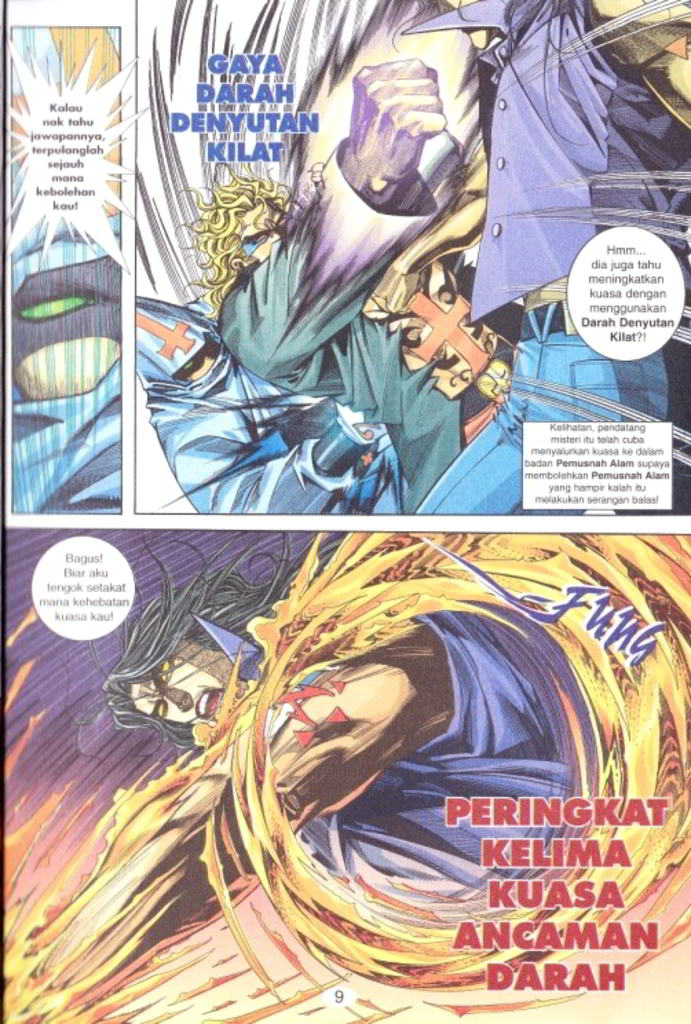 Kalau
nak tahu
jawapannya,
terpulanglah
sejauh
mana
kebolehan
kau!
GAYA
DARAH
DENYUTAN
KILAT
Hmm...
dia juga tahu
meningkatkan
kuasa dengan
menggunakan
Darah Denyutan
Kilat?!
Kelihatan, pendatang
misteri itu telah cuba
menyalurkan kuasa ke dalam
badan Pemusnah Alam supaya
membolehkan Pemusnah Alam
yang hampir kalah itu
melakukan serangan balas!
Bagus!
Biar aku
tengok setakat
mana kehebatan
kuasa kau!
FUNG
PERINGKAT
KELIMA
KUASA
ANCAMAN
DARAH
9